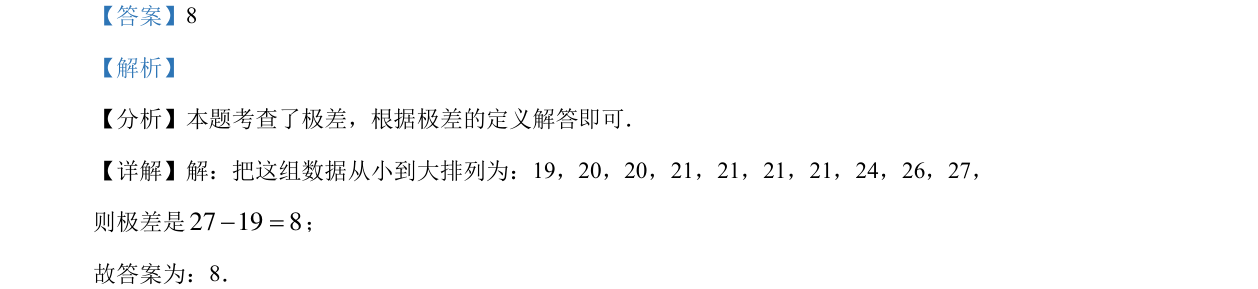 【答案】8
【解析】
【分析】本题考查了极差，根据极差的定义解答即可．
【详解】解：把这组数据从小到大排列为：19，20，20，21，21，21，21，24，26，27，
则极差是27−19=8；
故答案为：8．